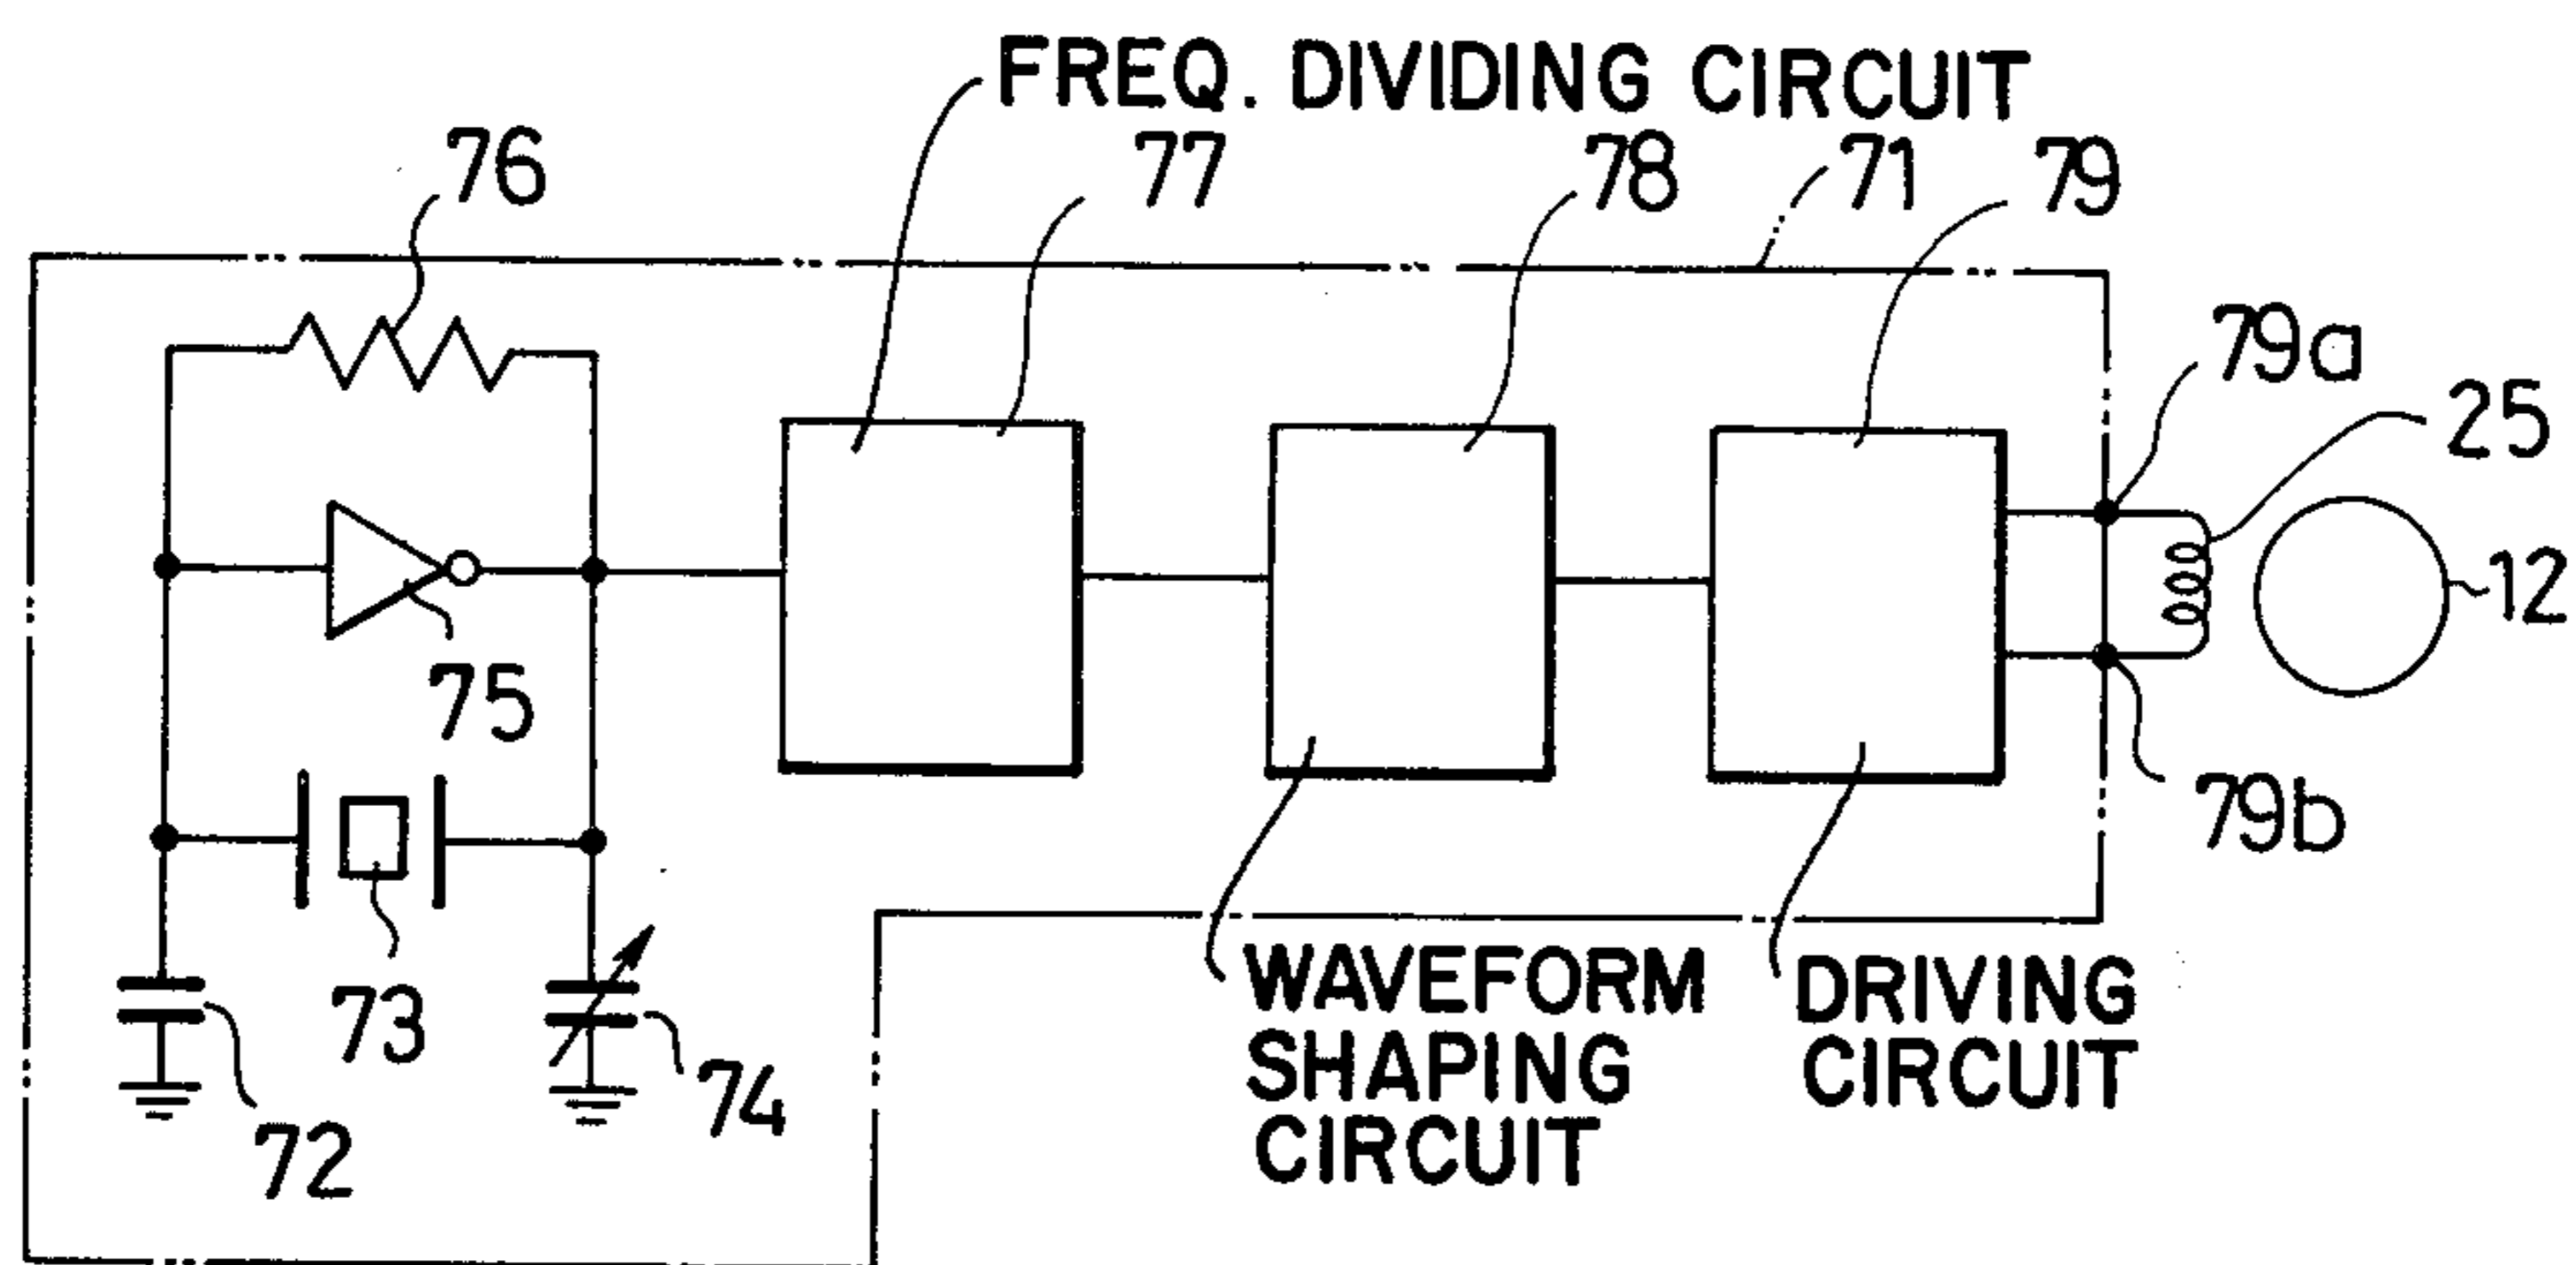 FREQ. DIVIDING CIRCUIT
76
77
78
71
79
79a
25
12
75
79b
73
74
72
WAVEFORM
SHAPING
CIRCUIT
DRIVING
CIRCUIT